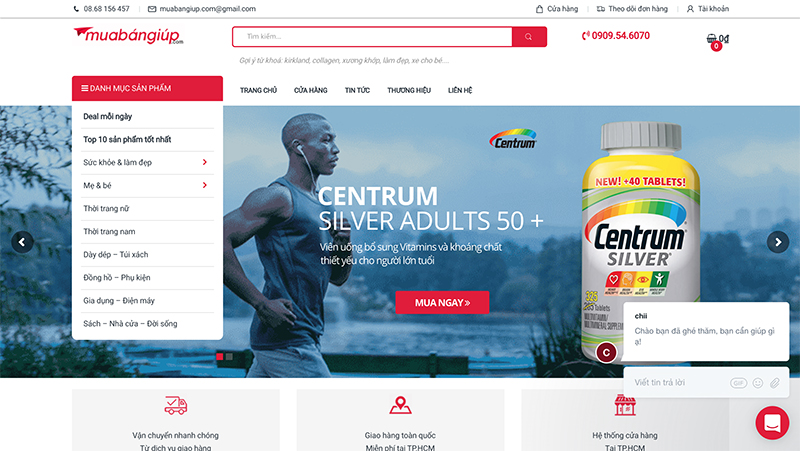 08.68 156 457
muabangiup.com@gmail.com
Cửa hàng
Theo dõi đơn hàng
Tài khoản
muabángiúp.com
Tìm kiếm...
0909.54.6070
0₫
0
Gợi ý từ khoá: kirkland, collagen, xương khớp, làm đẹp, xe cho bé....
DANH MỤC SẢN PHẨM
TRANG CHỦ
CỬA HÀNG
TIN TỨC
THƯƠNG HIỆU
LIÊN HỆ
Deal mỗi ngày
Top 10 sản phẩm tốt nhất
Sức khỏe & làm đẹp
Mẹ & bé
Thời trang nữ
Thời trang nam
Dày dép – Túi xách
Đồng hồ – Phụ kiện
Gia dụng – Điện máy
Sách – Nhà cửa – Đời sống
Centrum
CENTRUM
SILVER ADULTS 50 +
Viên uống bổ sung Vitamins và khoáng chất
thiết yếu cho người lớn tuổi
MUA NGAY
NEW! +40 TABLETS!
Centrum
SILVER
325
285 Tablets
MULTIVITAMIN/
MULTIMINERAL SUPPLEMENT
chii
Chào bạn đã ghé thăm, bạn cần giúp gì
ạ!
C
Viết tin trả lời
GIF
Vận chuyển nhanh chóng
Từ dịch vụ giao hàng
Giao hàng toàn quốc
Miễn phí tại TP.HCM
Hệ thống cửa hàng
Tại TP.HCM